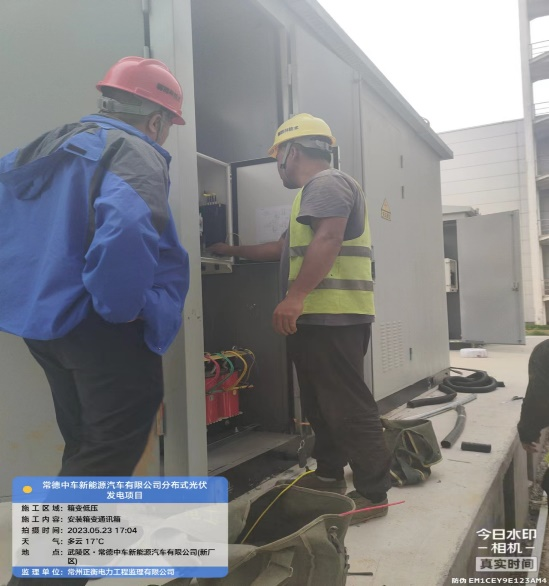 常德中车新能源汽车有限公司分布式光伏
发电项目
施工区域：箱变低压
施工内容：安装箱变通讯箱
拍摄时间：2023.05.23 17:04
天 气：多云 17℃
地 点：武陵区·常德中车新能源汽车有限公司(新厂
区)
监理单位：常德正衡电力工程监理有限公司
今日水印
-相机-
真实时间
防伪 EM1CEY9E123AM4